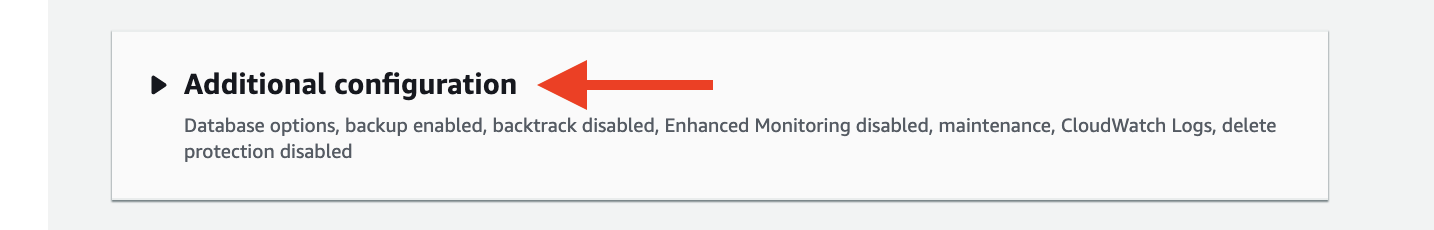 Additional configuration
Database options, backup enabled, backtrack disabled, Enhanced Monitoring disabled, maintenance, CloudWatch Logs, delete
protection disabled